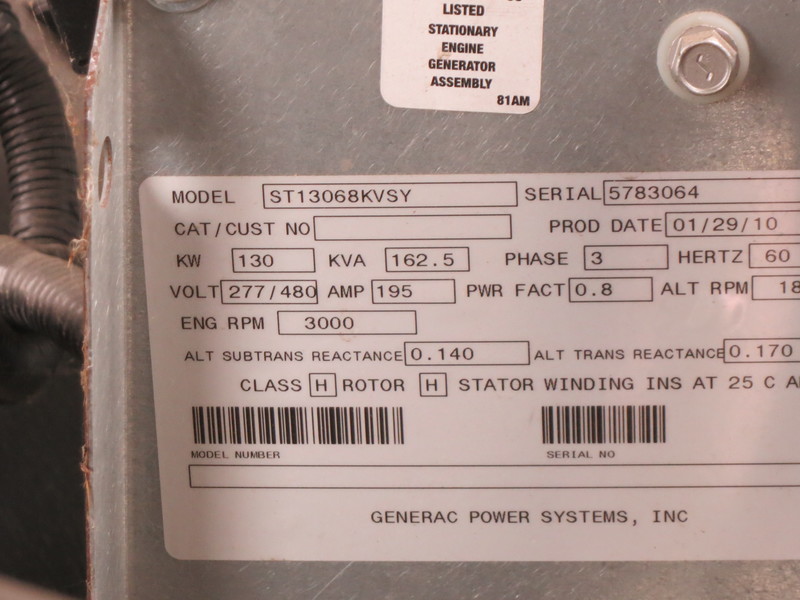 LISTED
STATIONARY
ENGINE
GENERATOR
ASSEMBLY
81AM
MODEL ST13068KVSY SERIAL 5783064
CAT/CUST NO PROD DATE 01/29/10
KW 130 KVA 162.5 PHASE 3 HERTZ 60
VOLT 277/480 AMP 195 PWR FACT 0.8 ALT RPM 18
ENG RPM 3000
ALT SUBTRANS REACTANCE 0.140 ALT TRANS REACTANCE 0.170
CLASS H ROTOR H STATOR WINDING INS AT 25 C A
MODEL NUMBER SERIAL NO
GENERAC POWER SYSTEMS, INC